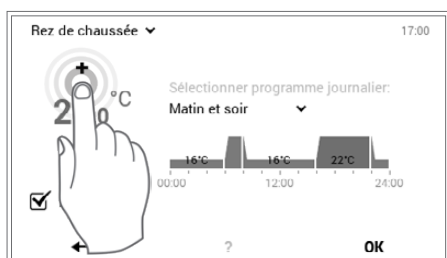 Rez de chaussée
17:00
+
°C
Sélectionner programme journalier:
Matin et soir
16°C 16°C 22°C
00:00 12:00 24:00
? OK